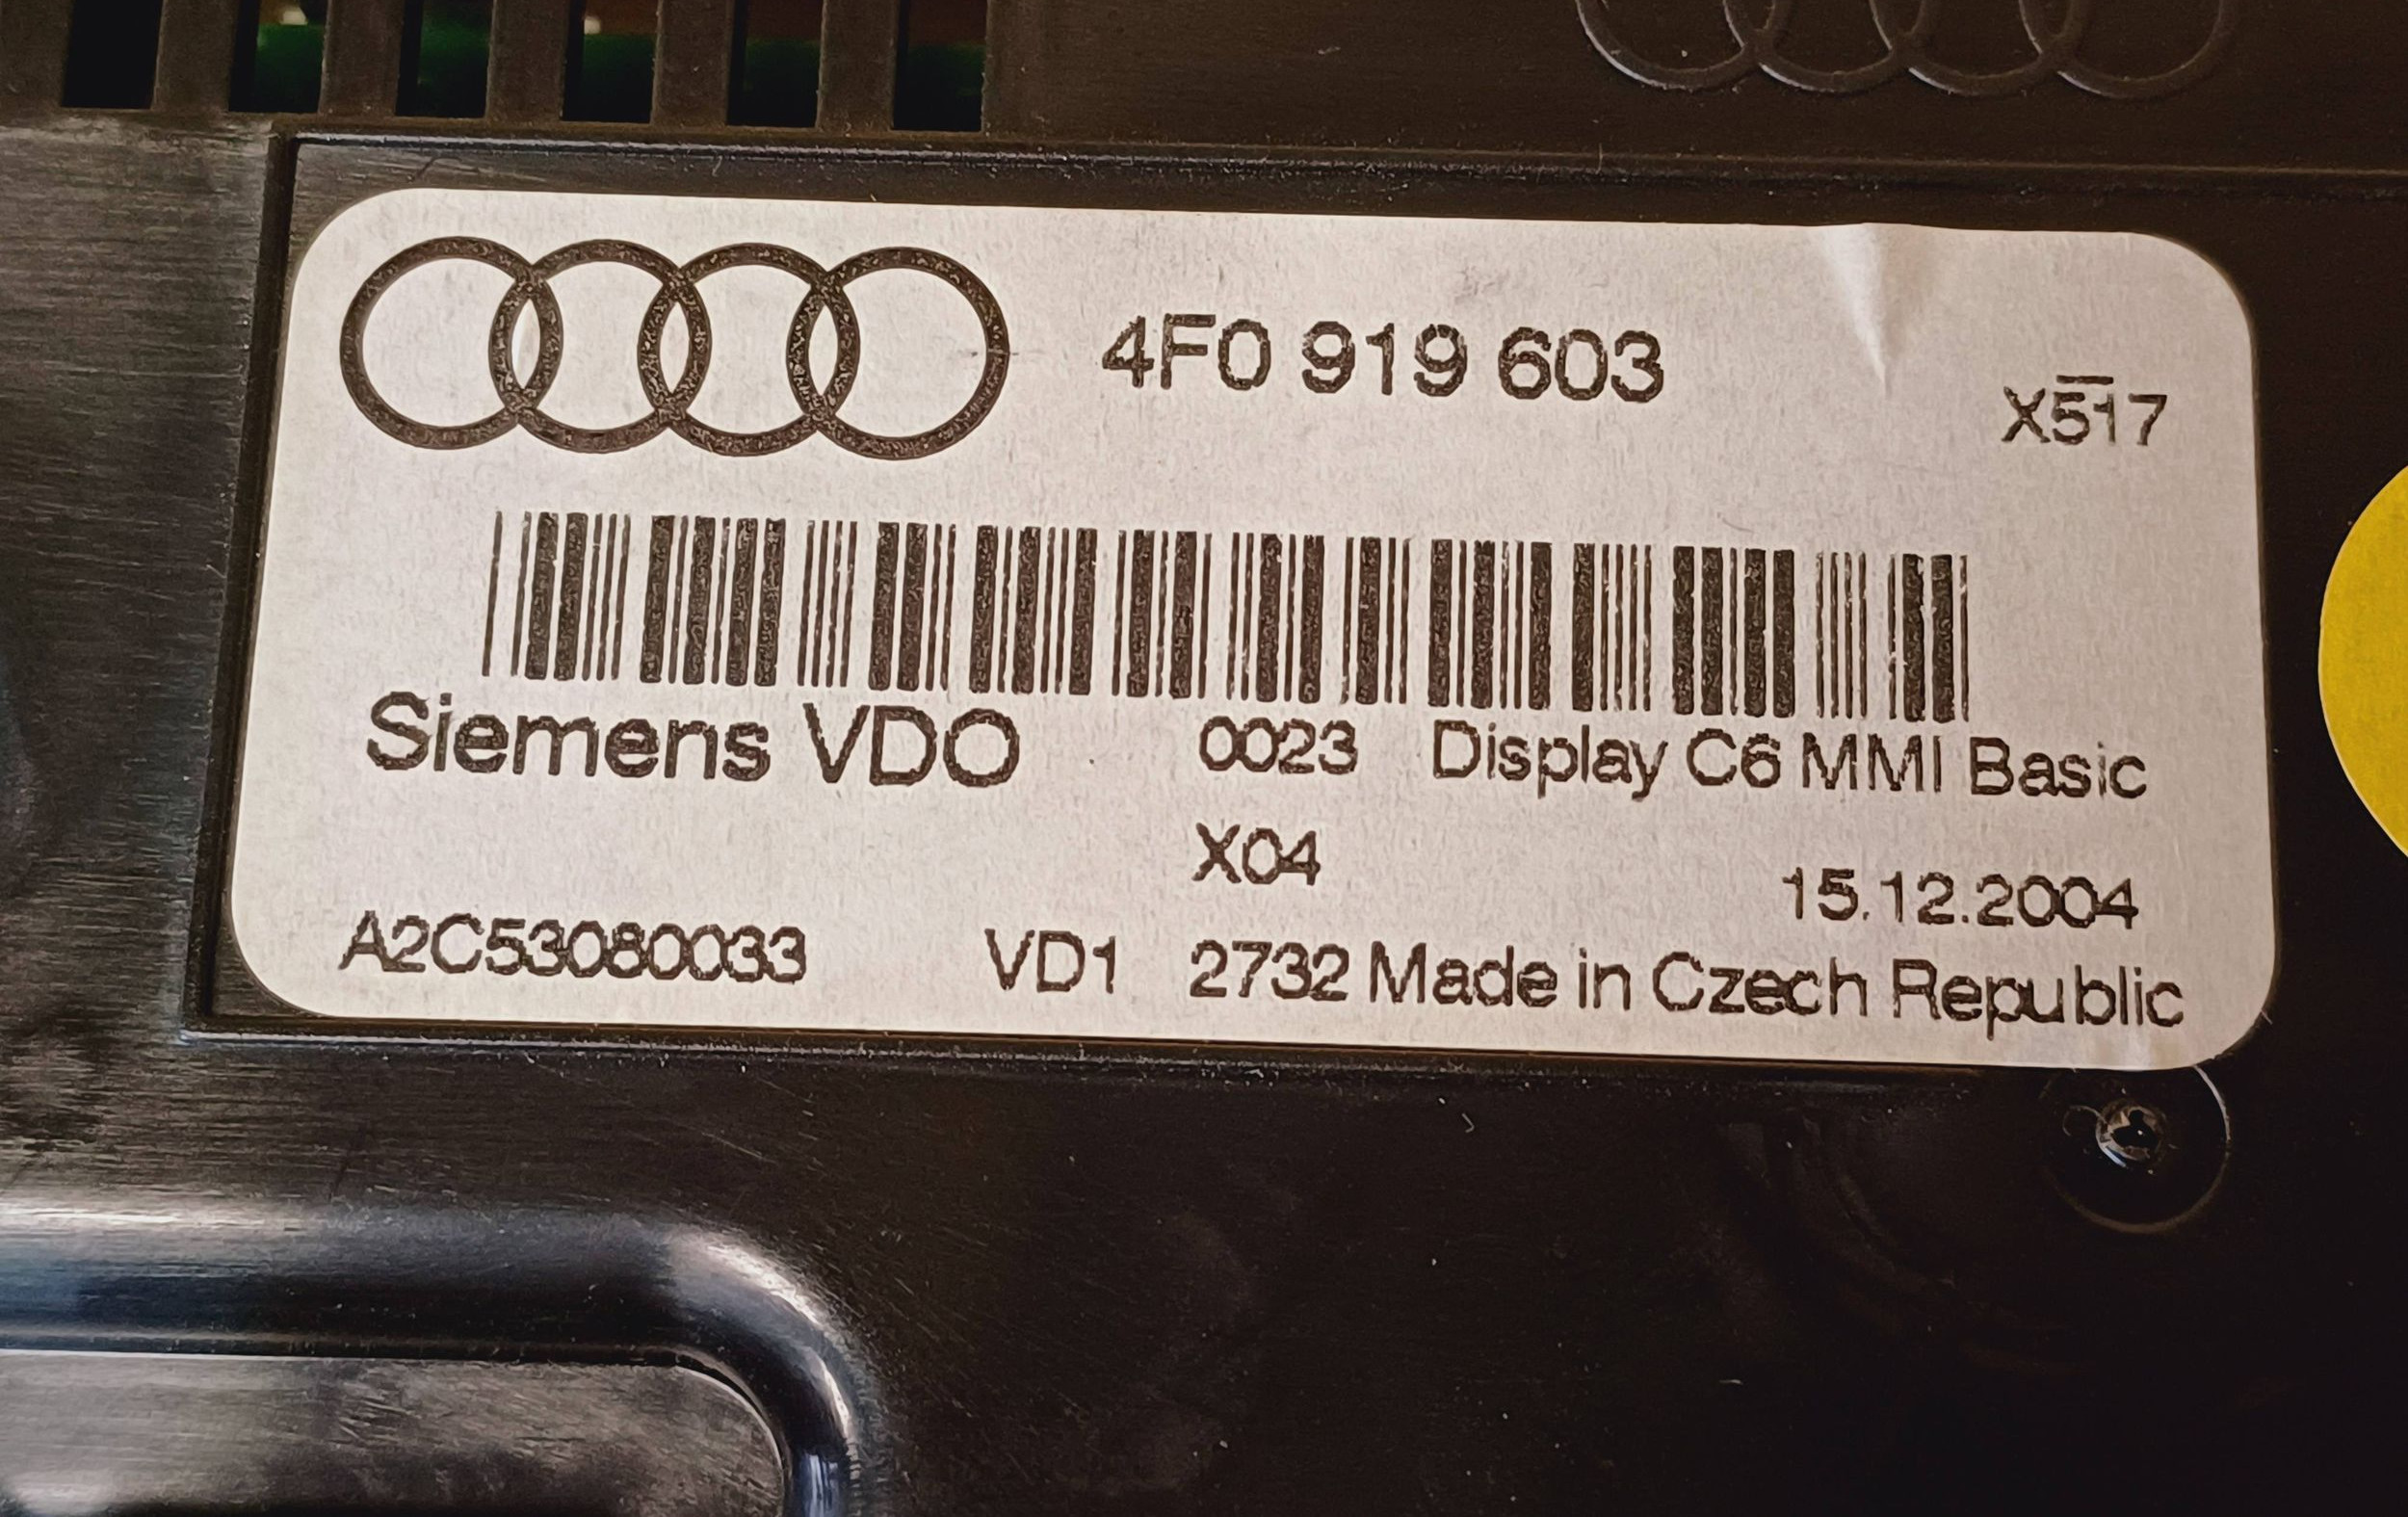 4F0 919 603
X517
Siemens VDO 0023 Display C6 MMI Basic
X04
15.12.2004
A2C53080033 VD1 2732 Made in Czech Republic